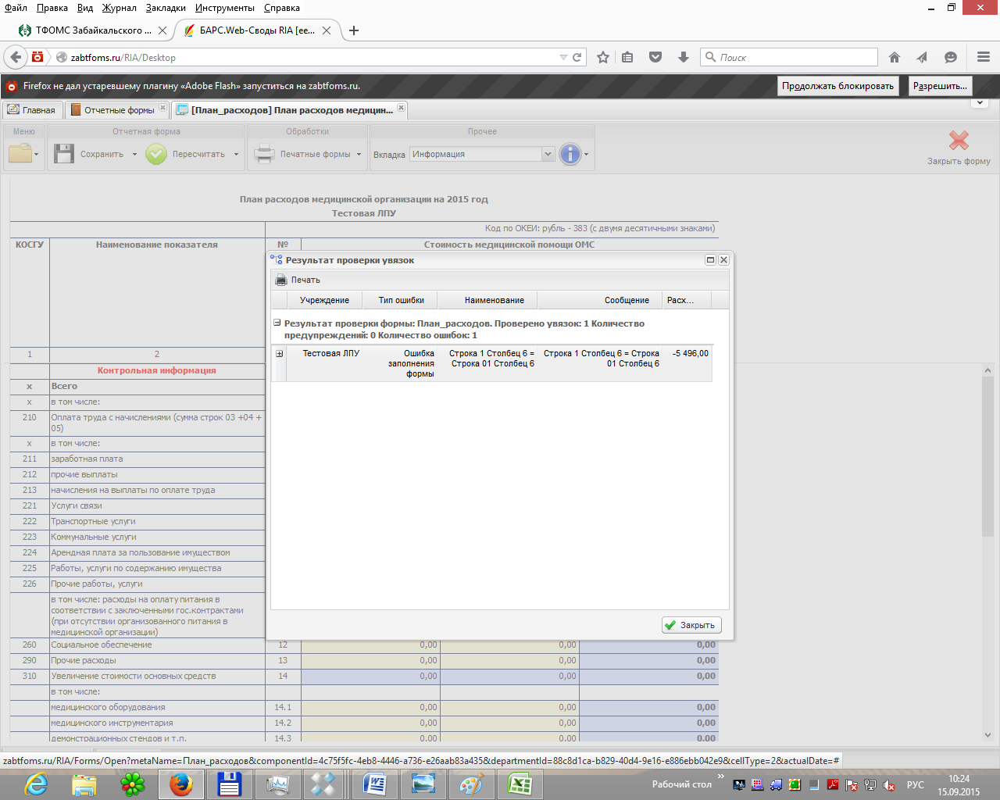 Файл Правка Вид Журнал Закладки Инструменты Справка
ТФОМС Забайкальского ... БАРС.Web-Своды RIA [ee...
zabtfoms.ru/RIA/Desktop Поиск
Firefox не дал устаревшему плагину «Adobe Flash» запуститься на zabtfoms.ru. Продолжать блокировать Разрешить...
Главная Отчетные формы [План_расходов] План расходов медицин...
Меню Отчетная форма Обработки Прочее
Сохранить Пересчитать Печатные формы Вкладка Информация Закрыть форму
План расходов медицинской организации на 2015 год
Тестовая ЛПУ
Код по ОКЕИ: рубль - 383 (с двумя десятичными знаками)
КОСГУ Наименование показателя № Стоимость медицинской помощи ОМС
Результат проверки увязок
Печать
Учреждение Тип ошибки Наименование Сообщение Расх...
Результат проверки формы: План_расходов. Проверено увязок: 1 Количество
предупреждений: 0 Количество ошибок: 1
Тестовая ЛПУ Ошибка Строка 1 Столбец 6 = Строка 1 Столбец 6 = Строка -5 496,00
заполнения Строка 01 Столбец 6 01 Столбец 6
формы
Закрыть
1 2
Контрольная информация
х Всего
х в том числе:
210 Оплата труда с начислениями (сумма строк 03 +04 +
05)
х в том числе:
211 заработная плата
212 прочие выплаты
213 начисления на выплаты по оплате труда
221 Услуги связи
222 Транспортные услуги
223 Коммунальные услуги
224 Арендная плата за пользование имуществом
225 Работы, услуги по содержанию имущества
226 Прочие работы, услуги
в том числе: расходы на оплату питания в
соответствии с заключенными гос.контрактами
(при отсутствии организованного питания в
медицинской организации)
260 Социальное обеспечение 12 0,00 0,00 0,00
290 Прочие расходы 13 0,00 0,00 0,00
310 Увеличение стоимости основных средств 14 0,00 0,00 0,00
в том числе:
медицинского оборудования 14.1 0,00 0,00 0,00
медицинского инструментария 14.2 0,00 0,00 0,00
демонстрационных стендов и т.п. 14.3 0,00 0,00 0,00
zabtfoms.ru/RIA/Forms/Open?metaName=План_расходов&componentId=4c75f5fc-4eb8-4446-a736-e26aab83a435&departmentId=88c8d1ca-b829-40d4-9e16-e886ebb042e9&cellType=2&actualDate=#
Рабочий стол РУС 10:24
15.09.2015